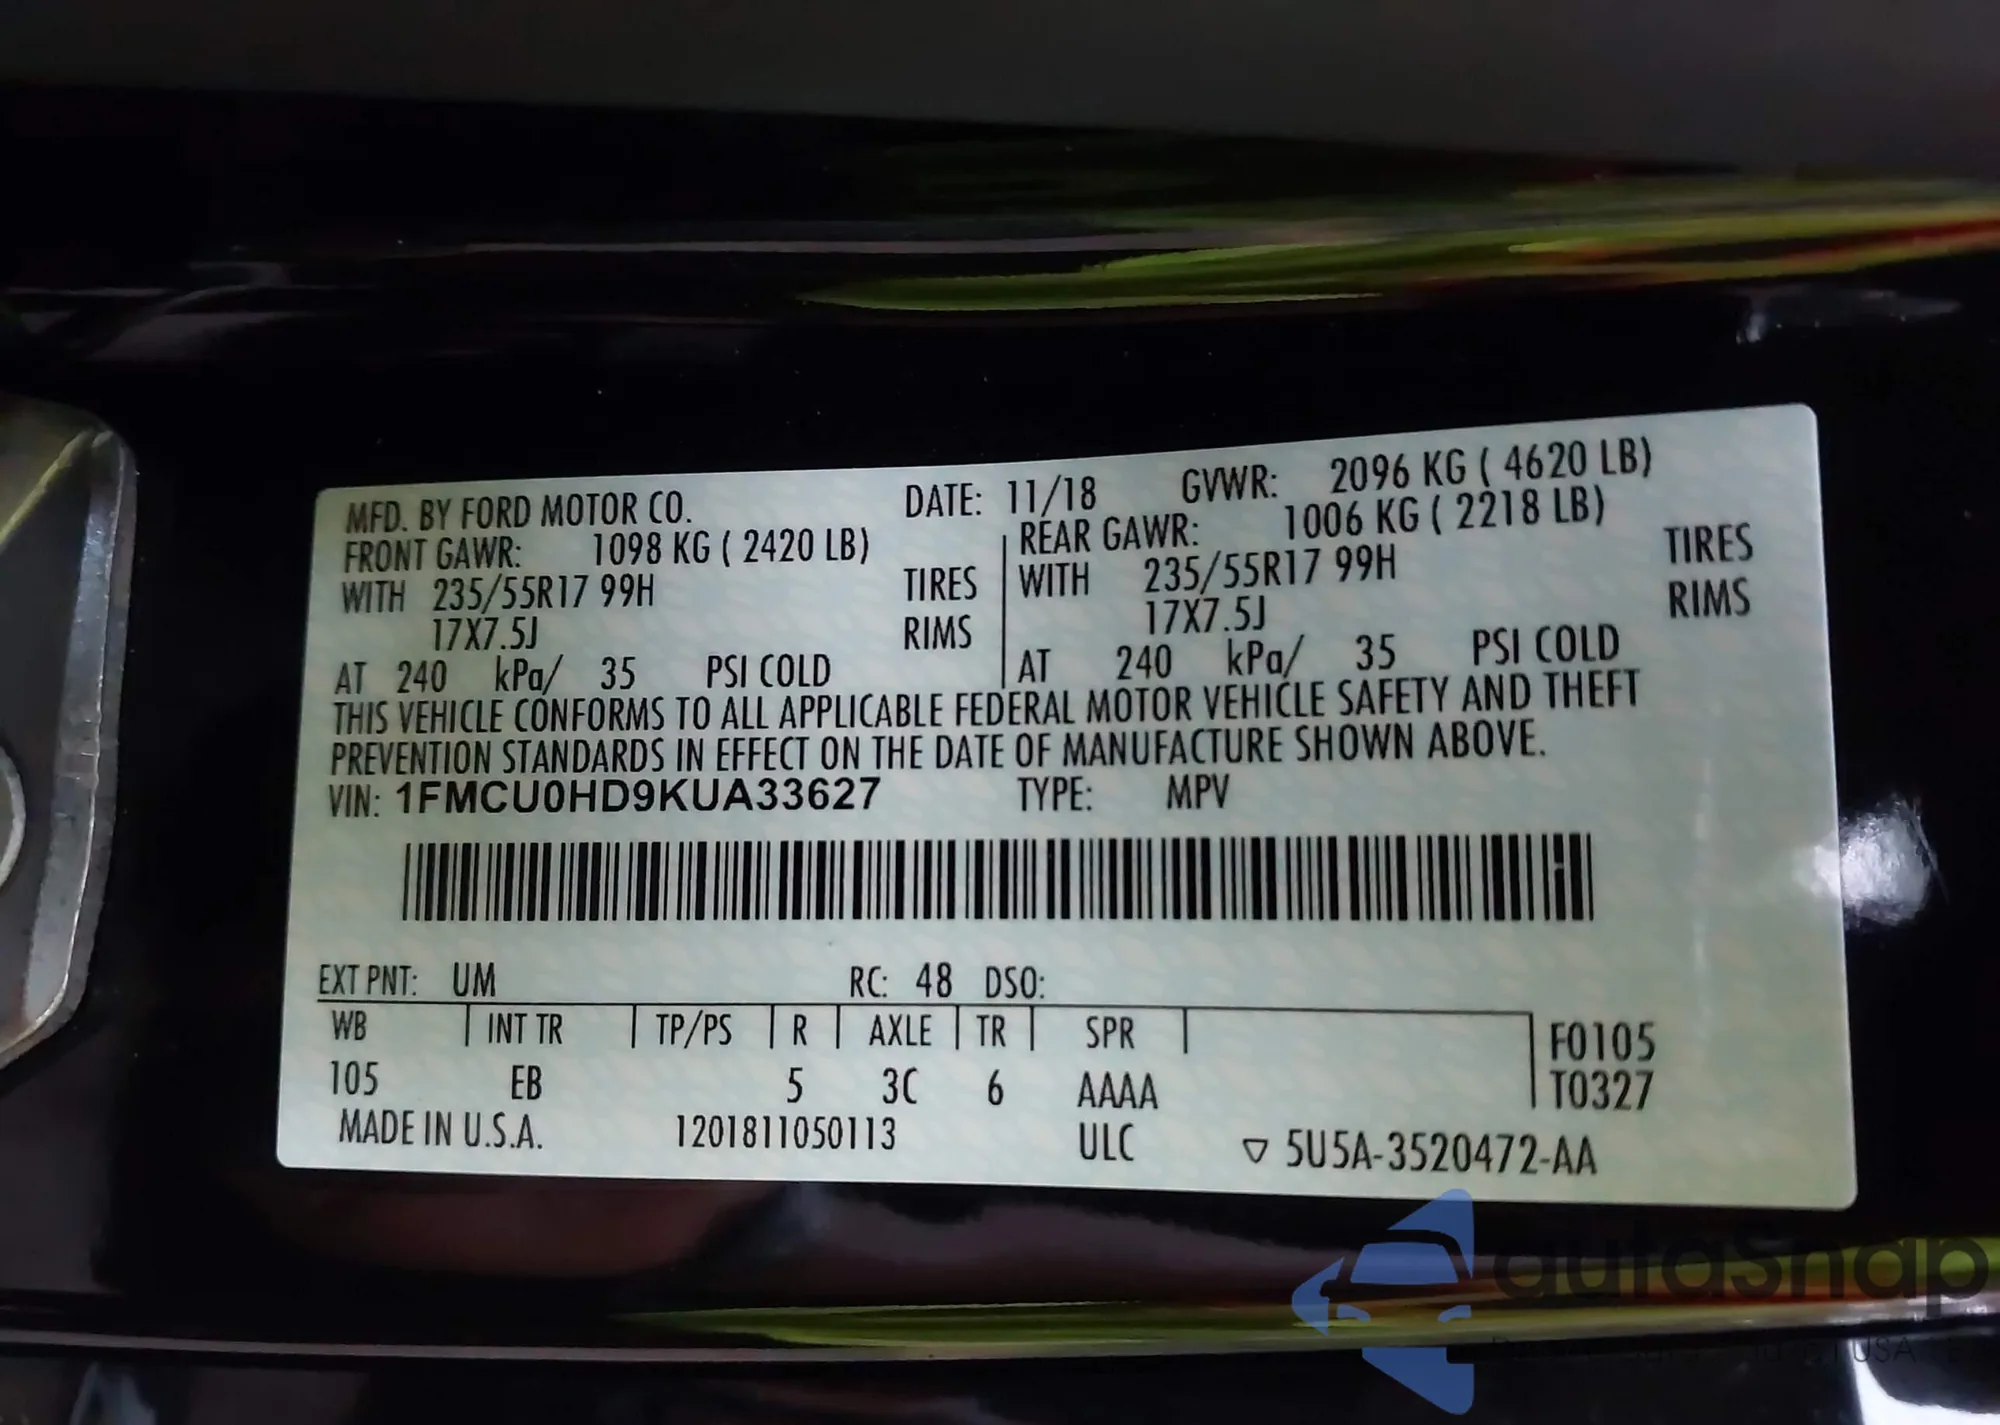 MFD. BY FORD MOTOR CO. DATE: 11/18 GVWR: 2096 KG ( 4620 LB)
FRONT GAWR: 1098 KG ( 2420 LB) REAR GAWR: 1006 KG ( 2218 LB)
WITH 235/55R17 99H TIRES WITH 235/55R17 99H TIRES
17X7.5J RIMS 17X7.5J RIMS
AT 240 kPa/ 35 PSI COLD AT 240 kPa/ 35 PSI COLD
THIS VEHICLE CONFORMS TO ALL APPLICABLE FEDERAL MOTOR VEHICLE SAFETY AND THEFT
PREVENTION STANDARDS IN EFFECT ON THE DATE OF MANUFACTURE SHOWN ABOVE.
VIN: 1FMCU0HD9KUA33627 TYPE: MPV
EXT PNT: UM RC: 48 DSO:
WB INT TR TP/PS R AXLE TR SPR F0105
105 EB 5 3C 6 AAAA T0327
MADE IN U.S.A. 1201811050113 ULC ▽ 5U5A-3520472-AA
autasnap
USA